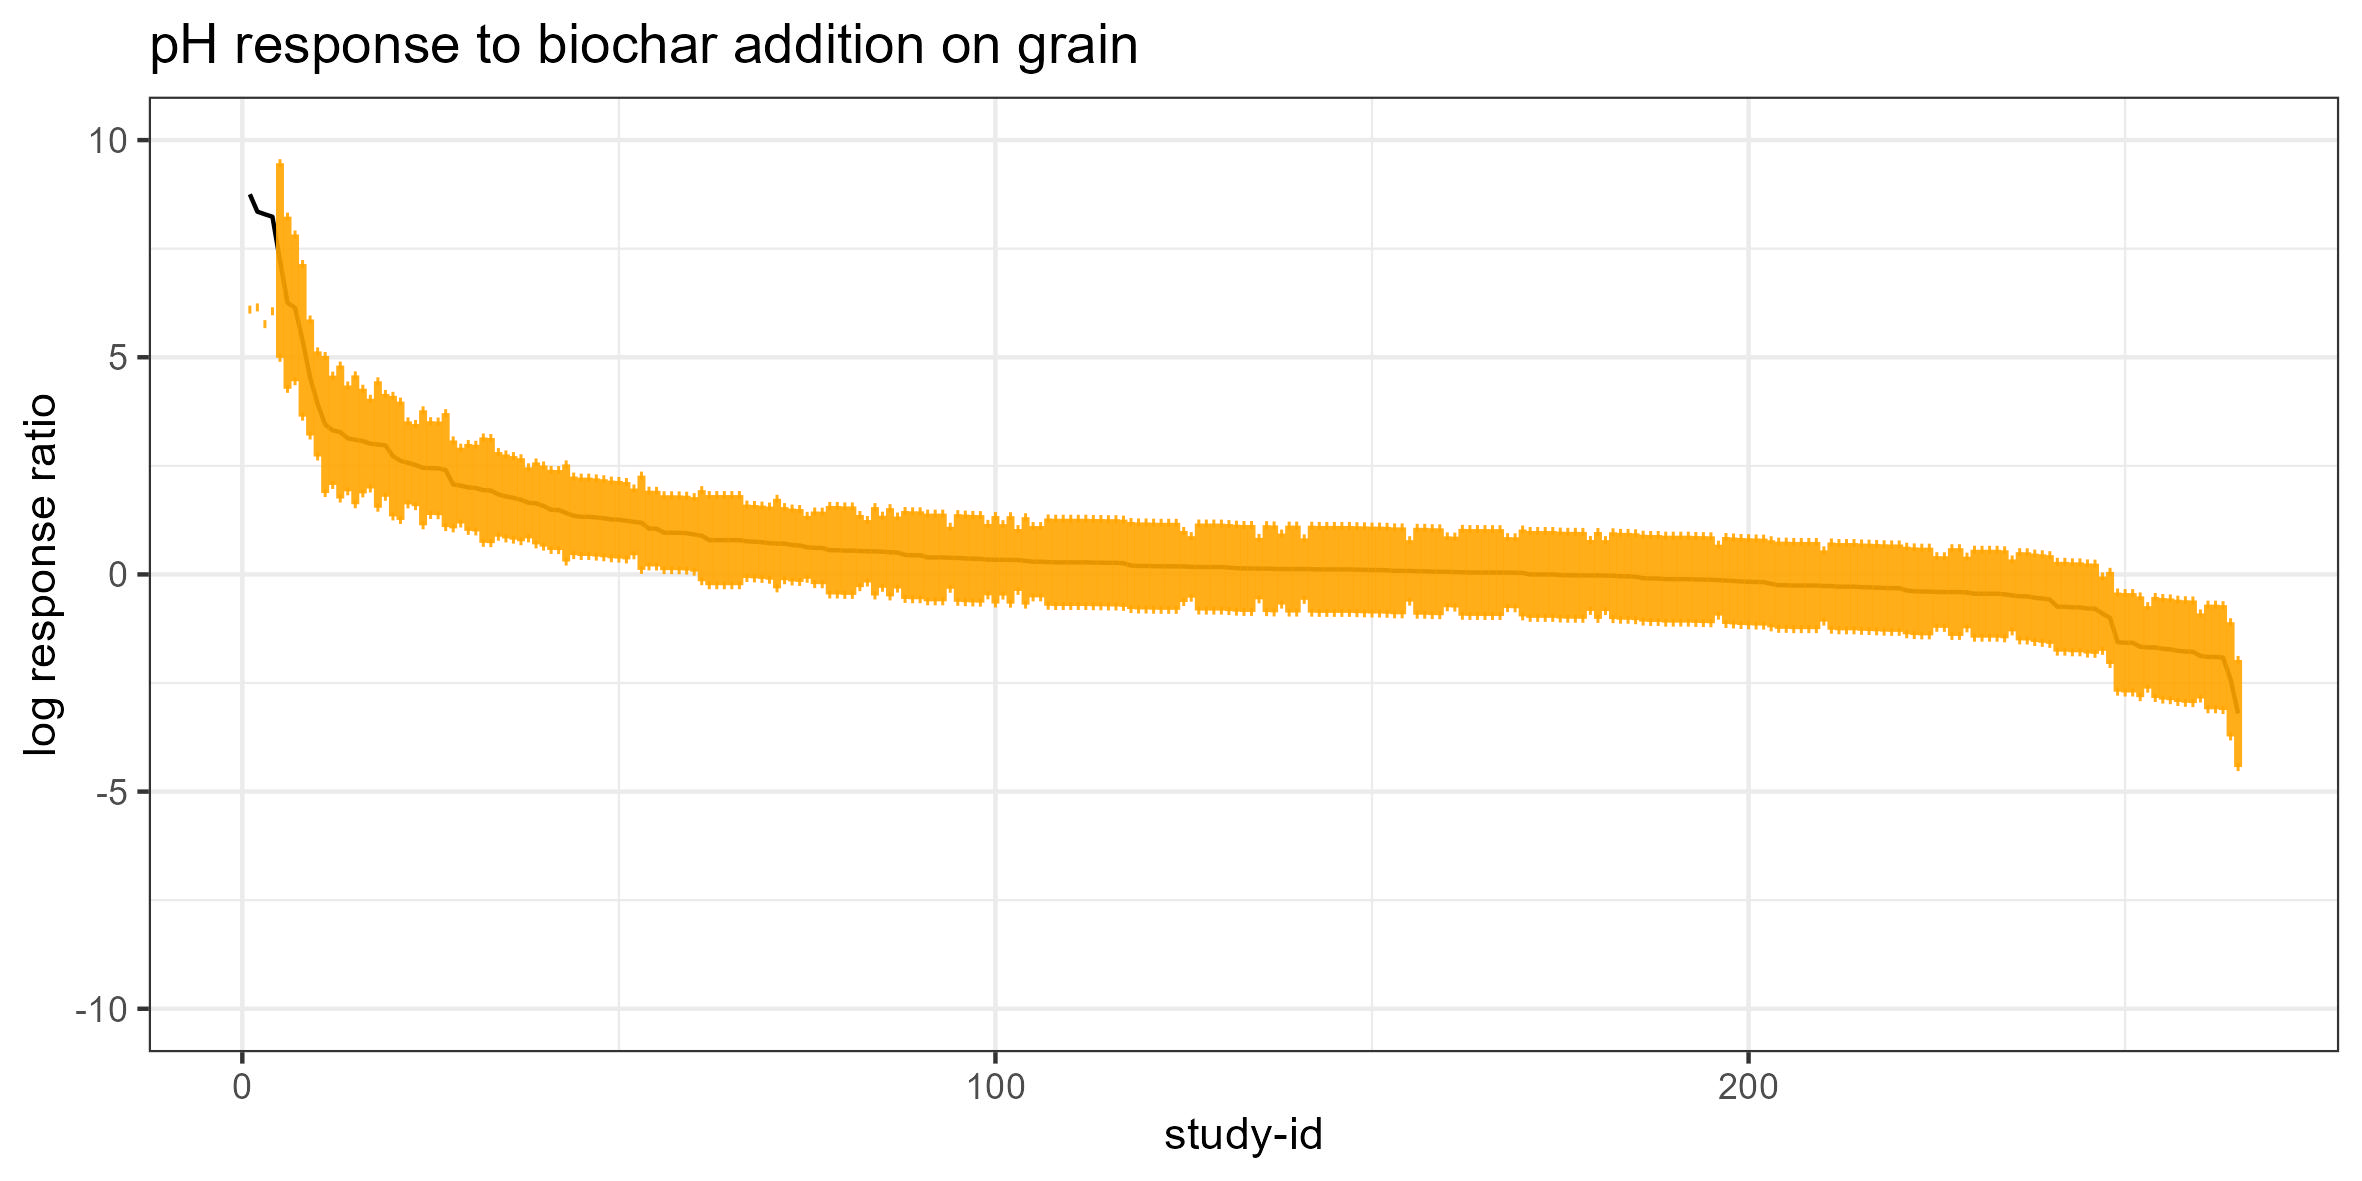 pH response to biochar addition on grain
10
5
0
-5
-10
log response ratio
0 100 200
study-id